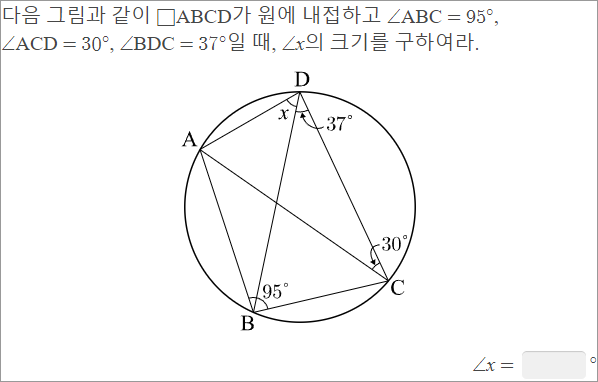 다음 그림과 같이 □ABCD가 원에 내접하고 ∠ABC = 95°,
∠ACD = 30°, ∠BDC = 37°일 때, ∠x의 크기를 구하여라.
D
x
37°
A
30°
C
95°
B
∠x = °